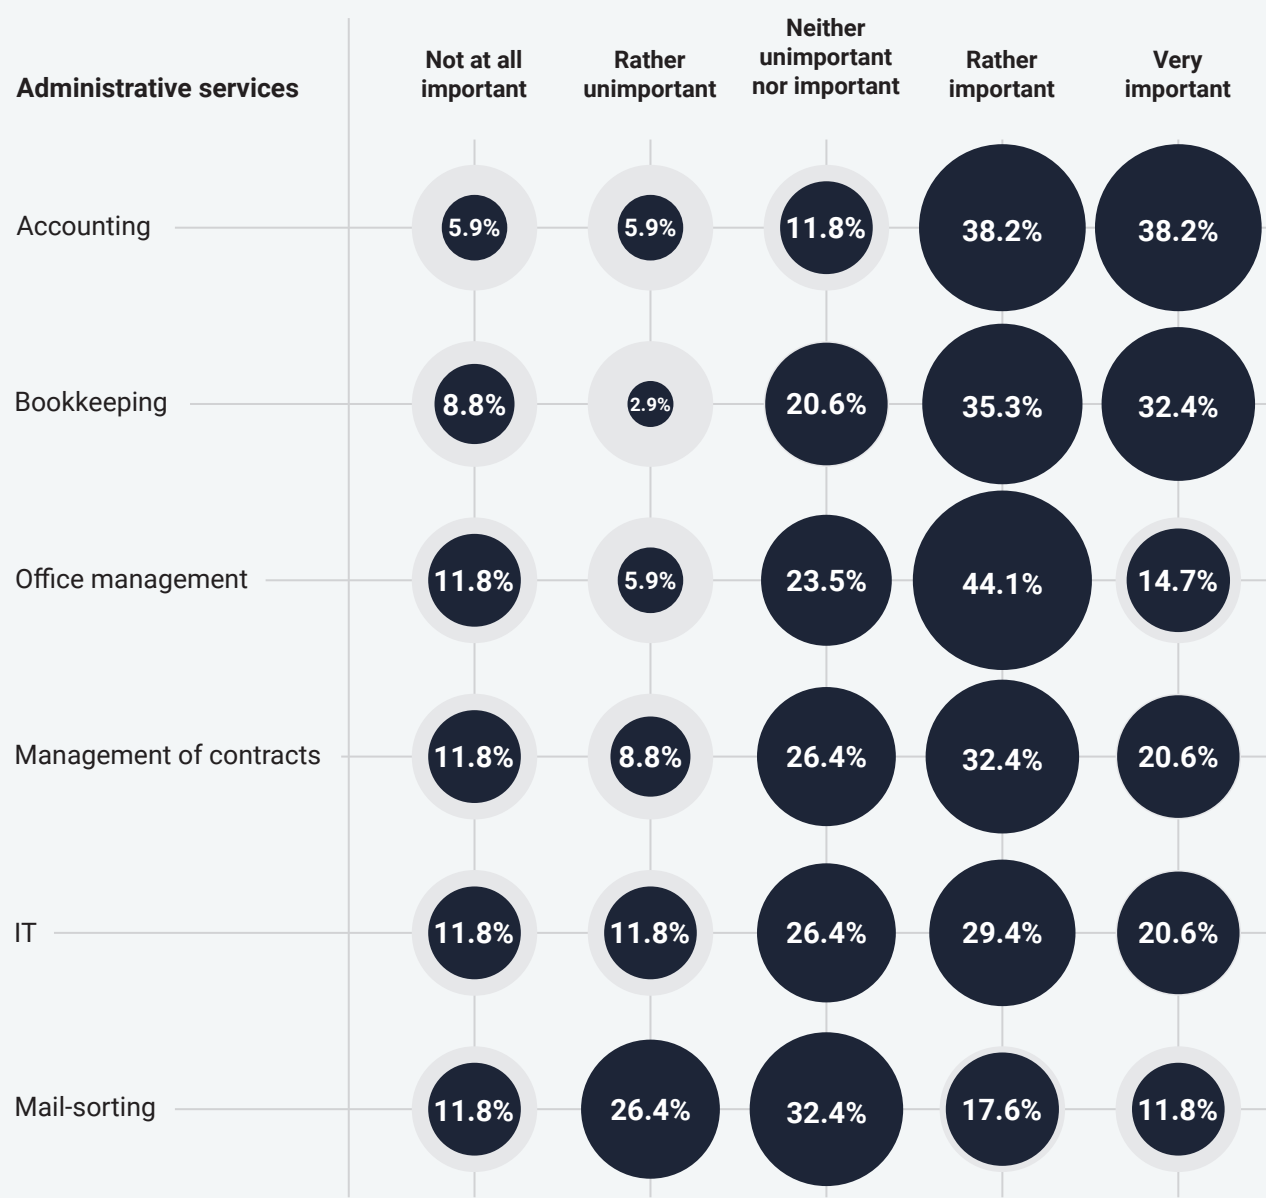 Administrative services
Not at all
important
Rather
unimportant
Neither
unimportant
nor important
Rather
important
Very
important
Accounting
5.9%
5.9%
11.8%
38.2%
38.2%
Bookkeeping
8.8%
2.9%
20.6%
35.3%
32.4%
Office management
11.8%
5.9%
23.5%
44.1%
14.7%
Management of contracts
11.8%
8.8%
26.4%
32.4%
20.6%
IT
11.8%
11.8%
26.4%
29.4%
20.6%
Mail-sorting
11.8%
26.4%
32.4%
17.6%
11.8%